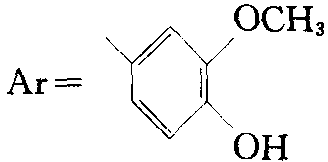 OCH₃
Ar=
OH